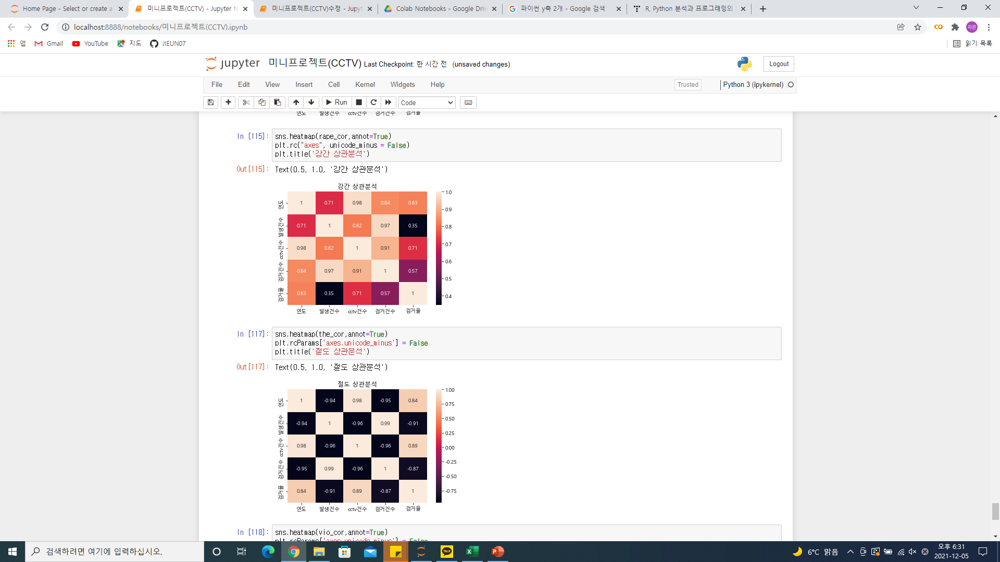 Home Page - Select or create a
미니프로젝트(CCTV) - Jupyter N
미니프로젝트(CCTV)수정 - Jupyt
Colab Notebooks - Google Driv
파이썬 y축 2개 - Google 검색
R, Python 분석과 프로그래밍의
localhost:8888/notebooks/미니프로젝트(CCTV).ipynb
지은
앱
Gmail
YouTube
지도
JIEUN07
읽기 목록
jupyter
미니프로젝트(CCTV) Last Checkpoint: 한 시간 전 (unsaved changes)
Logout
File Edit View Insert Cell Kernel Widgets Help
Trusted
Python 3 (ipykernel)
Run
Code
연도 발생건수 cctv건수 검거건수 검거율
In [115]:
sns.heatmap(rape_cor,annot=True)
plt.rc("axes", unicode_minus = False)
plt.title('강간 상관분석')
Out[115]: Text(0.5, 1.0, '강간 상관분석')
강간 상관분석
연도 1 0.71 0.98 0.84 0.83
발생건수 0.71 1 0.82 0.97 0.35
cctv건수 0.98 0.82 1 0.91 0.71
검거건수 0.84 0.97 0.91 1 0.57
검거율 0.83 0.35 0.71 0.57 1
연도 발생건수 cctv건수 검거건수 검거율
1.0
0.9
0.8
0.7
0.6
0.5
0.4
In [117]:
sns.heatmap(the_cor,annot=True)
plt.rcParams['axes.unicode_minus'] = False
plt.title('절도 상관분석')
Out[117]: Text(0.5, 1.0, '절도 상관분석')
절도 상관분석
연도 1 -0.94 0.98 -0.95 0.84
발생건수 -0.94 1 -0.96 0.99 -0.91
cctv건수 0.98 -0.96 1 -0.96 0.89
검거건수 -0.95 0.99 -0.96 1 -0.87
검거율 0.84 -0.91 0.89 -0.87 1
연도 발생건수 cctv건수 검거건수 검거율
1.00
0.75
0.50
0.25
0.00
-0.25
-0.50
-0.75
In [118]:
sns.heatmap(vio_cor,annot=True)
plt.rcParams['axes.unicode_minus'] = False
검색하려면 여기에 입력하십시오.
TALK
6°C 맑음
오후 6:31
2021-12-05